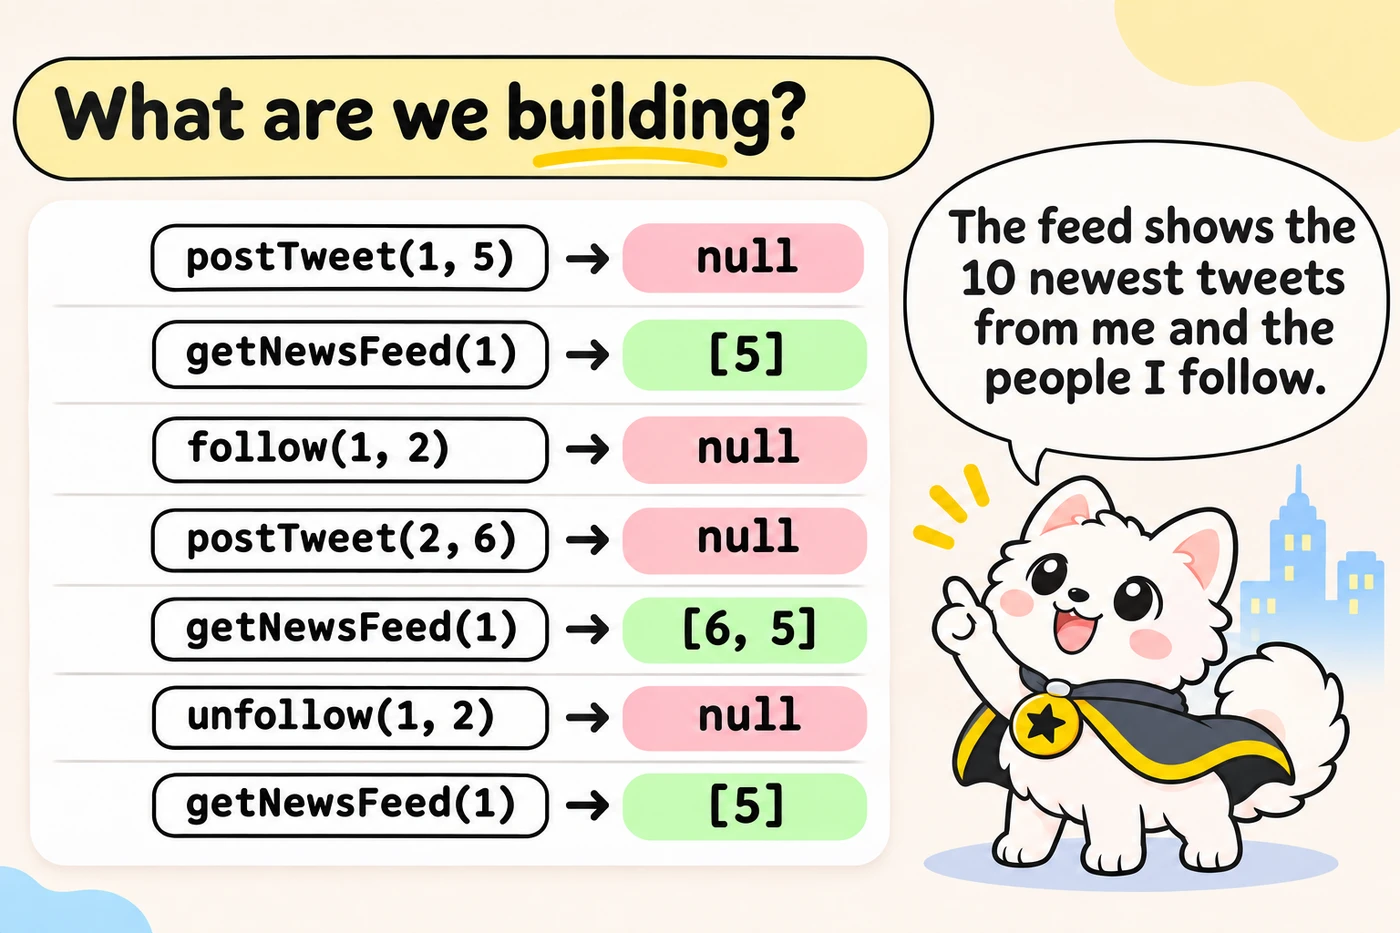 What are we building?
postTweet(1, 5) → null
getNewsFeed(1) → [5]
follow(1, 2) → null
postTweet(2, 6) → null
getNewsFeed(1) → [6, 5]
unfollow(1, 2) → null
getNewsFeed(1) → [5]
The feed shows the
10 newest tweets
from me and the
people I follow.